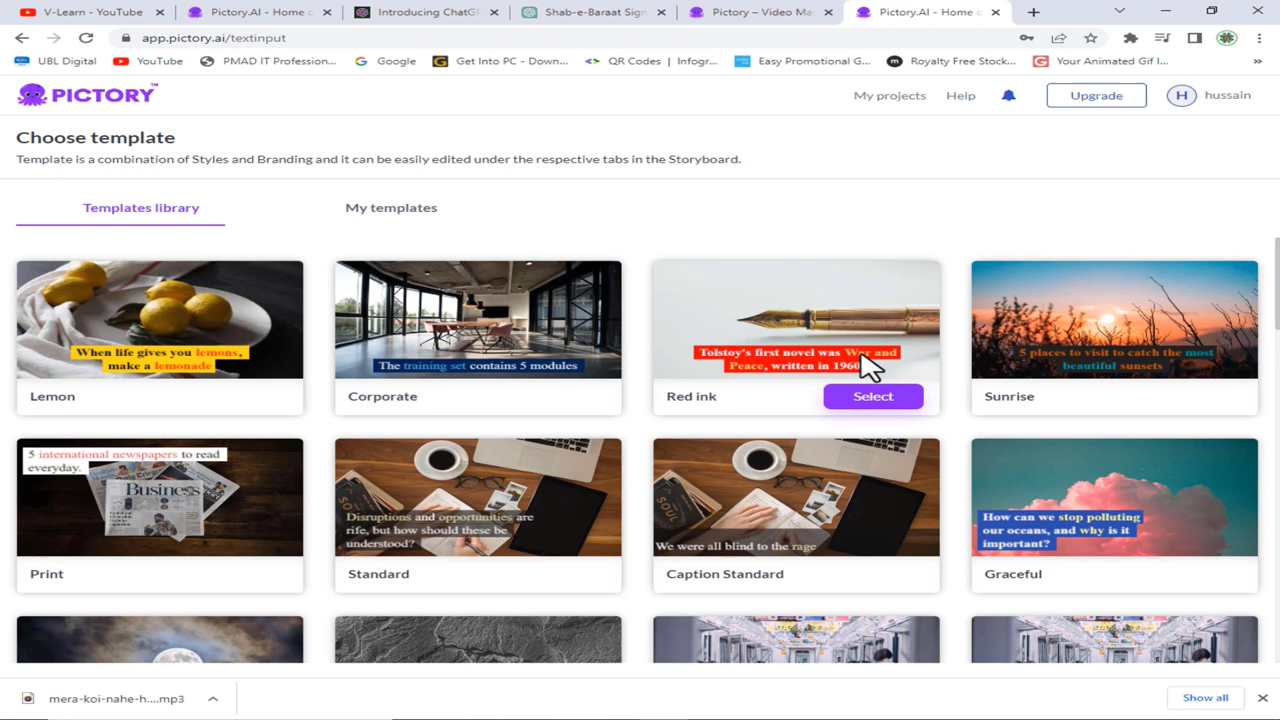 V-Learn - YouTube
Pictory.AI - Home c
Introducing ChatGP
Shab-e-Baraat Sign
Pictory – Video Ma
Pictory.AI - Home c
app.pictory.ai/textinput
UBL Digital
YouTube
PMAD IT Profession...
Google
Get Into PC - Down...
QR Codes | Infogr...
Easy Promotional G...
Royalty Free Stock...
Your Animated Gif I...
PICTORY
My projects
Help
Upgrade
H
hussain
Choose template
Template is a combination of Styles and Branding and it can be easily edited under the respective tabs in the Storyboard.
Templates library
My templates
When life gives you lemons,
make a lemonade
The training set contains 5 modules
Tolstoy's first novel was War and
Peace, written in 1960
5 places to visit to catch the most
beautiful sunsets
Lemon
Corporate
Red ink
Select
Sunrise
5 international newspapers to read
everyday.
Business
Disruptions and opportunities are
rife, but how should these be
understood?
SOUL
We were all blind to the rage
How can we stop polluting
our oceans, and why is it
important?
Print
Standard
Caption Standard
Graceful
mera-koi-nahe-h....mp3
Show all